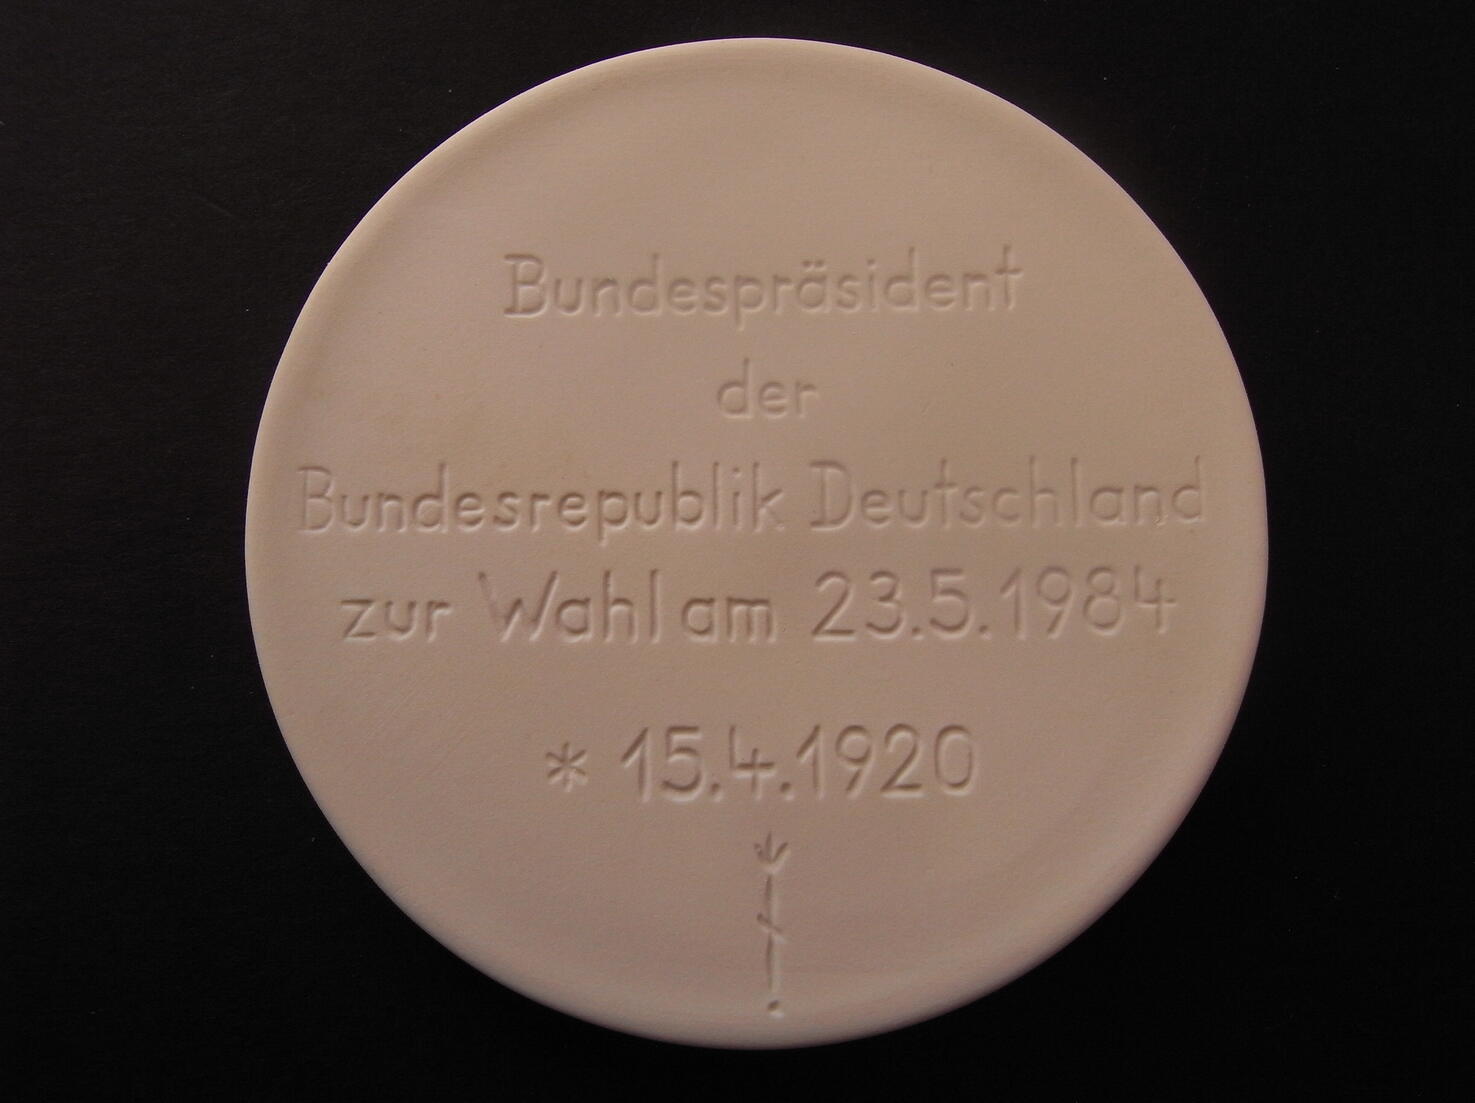 Bundespräsident
der
Bundesrepublik Deutschland
zur Wahl am 23.5.1984
* 15.4.1920